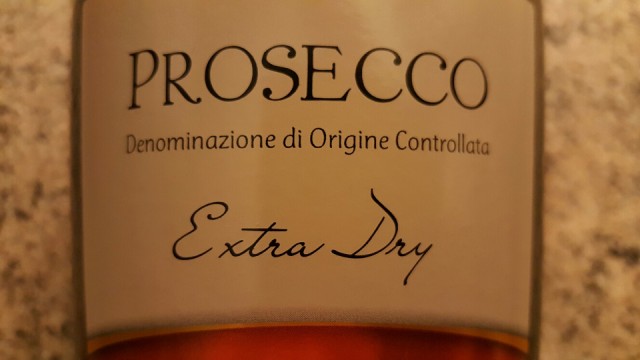 PROSECCO
Denominazione di Origine Controllata
Extra Dry